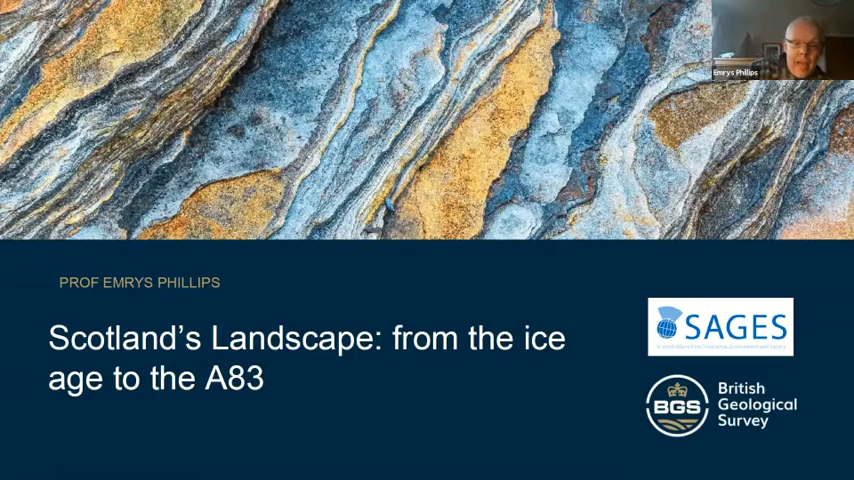 Emrys Phillips
PROF EMRYS PHILLIPS
Scotland's Landscape: from the ice
age to the A83
SAGES
BGS
British
Geological
Survey